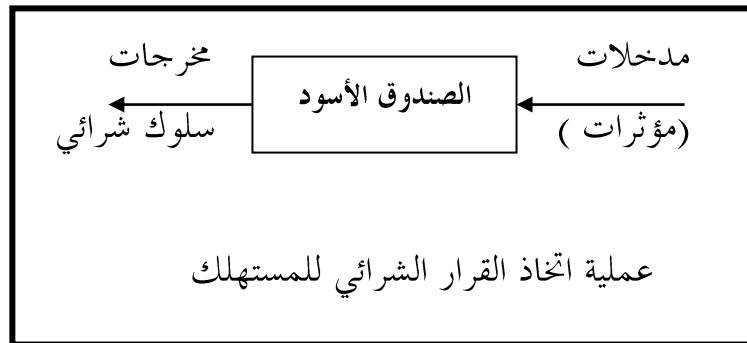 مدخلات
(مؤثرات )
الصندوق الأسود
مخرجات
سلوك شرائي
عملية اتخاذ القرار الشرائي للمستهلك